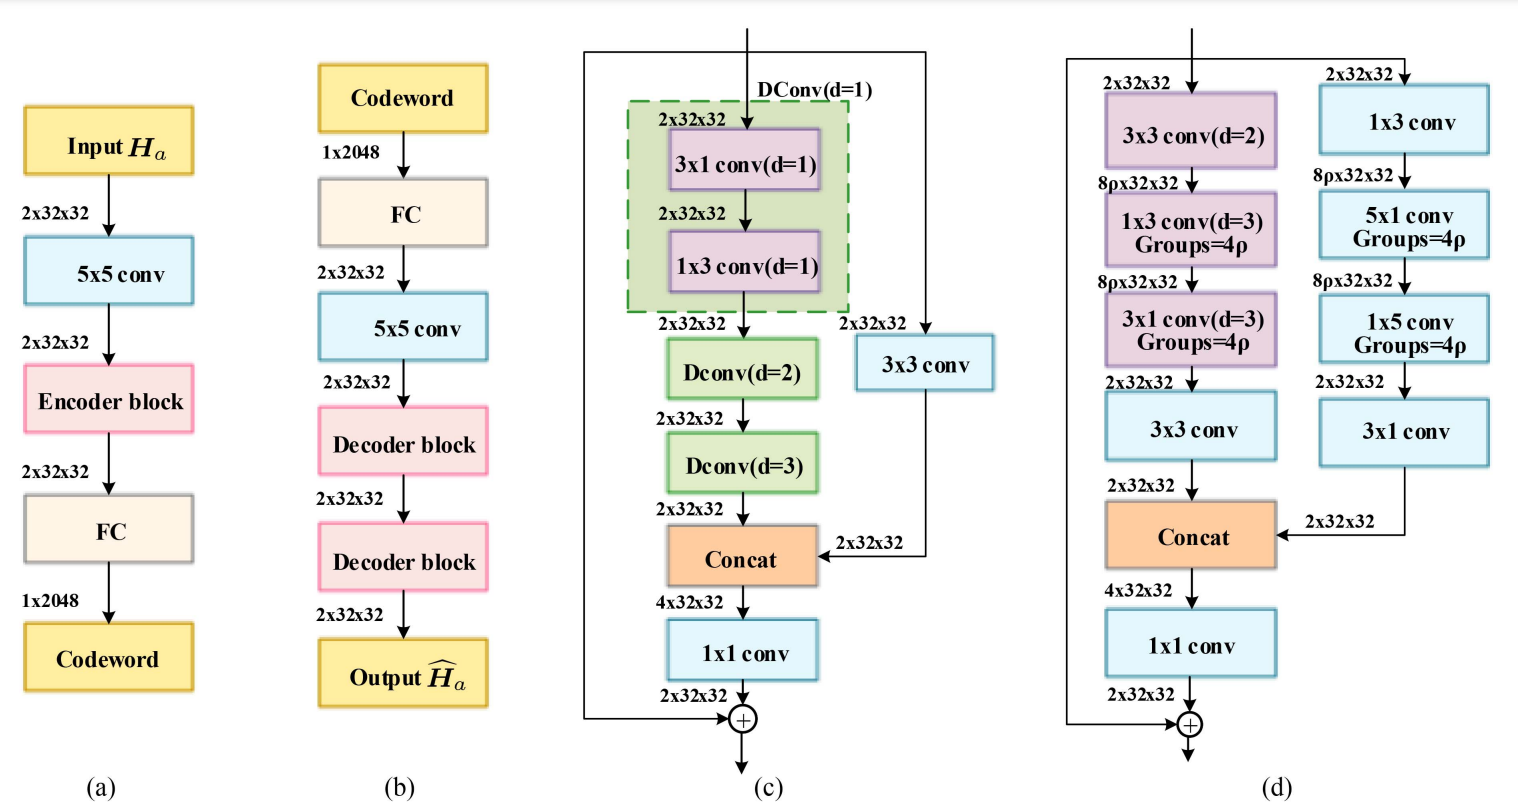 Input Hₐ
2x32x32
5x5 conv
2x32x32
Encoder block
2x32x32
FC
1x2048
Codeword
(a)
Codeword
1x2048
FC
2x32x32
5x5 conv
2x32x32
Decoder block
2x32x32
Decoder block
2x32x32
Output Ĥₐ
(b)
DConv(d=1)
2x32x32
3x1 conv(d=1)
2x32x32
1x3 conv(d=1)
2x32x32
Dconv(d=2)
2x32x32
Dconv(d=3)
2x32x32
2x32x32
3x3 conv
2x32x32
Concat
4x32x32
1x1 conv
2x32x32
+
(c)
2x32x32
3x3 conv(d=2)
8ρx32x32
1x3 conv(d=3)
Groups=4ρ
8ρx32x32
3x1 conv(d=3)
Groups=4ρ
2x32x32
3x3 conv
2x32x32
2x32x32
1x3 conv
8ρx32x32
5x1 conv
Groups=4ρ
8ρx32x32
1x5 conv
Groups=4ρ
2x32x32
3x1 conv
2x32x32
Concat
4x32x32
1x1 conv
2x32x32
+
(d)